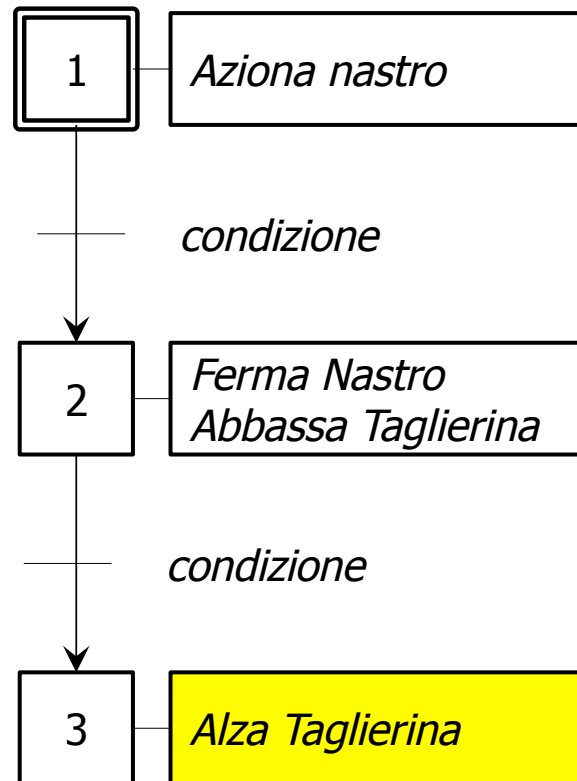 1 Aziona nastro
condizione
2 Ferma Nastro
Abbassa Taglierina
condizione
3 Alza Taglierina